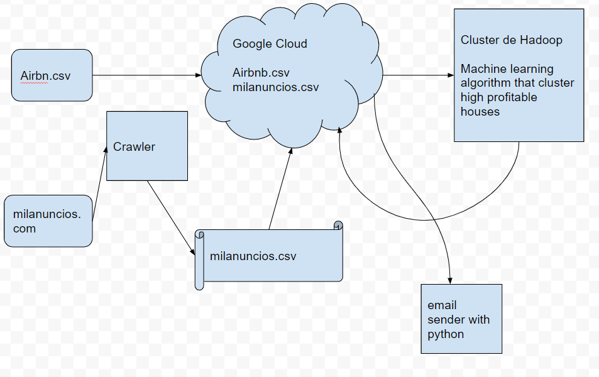 Google Cloud
Airbnb.csv
milanuncios.csv
Cluster de Hadoop
Machine learning
algorithm that cluster
high profitable
houses
Airbn.csv
Crawler
milanuncios.
com
milanuncios.csv
email
sender with
python